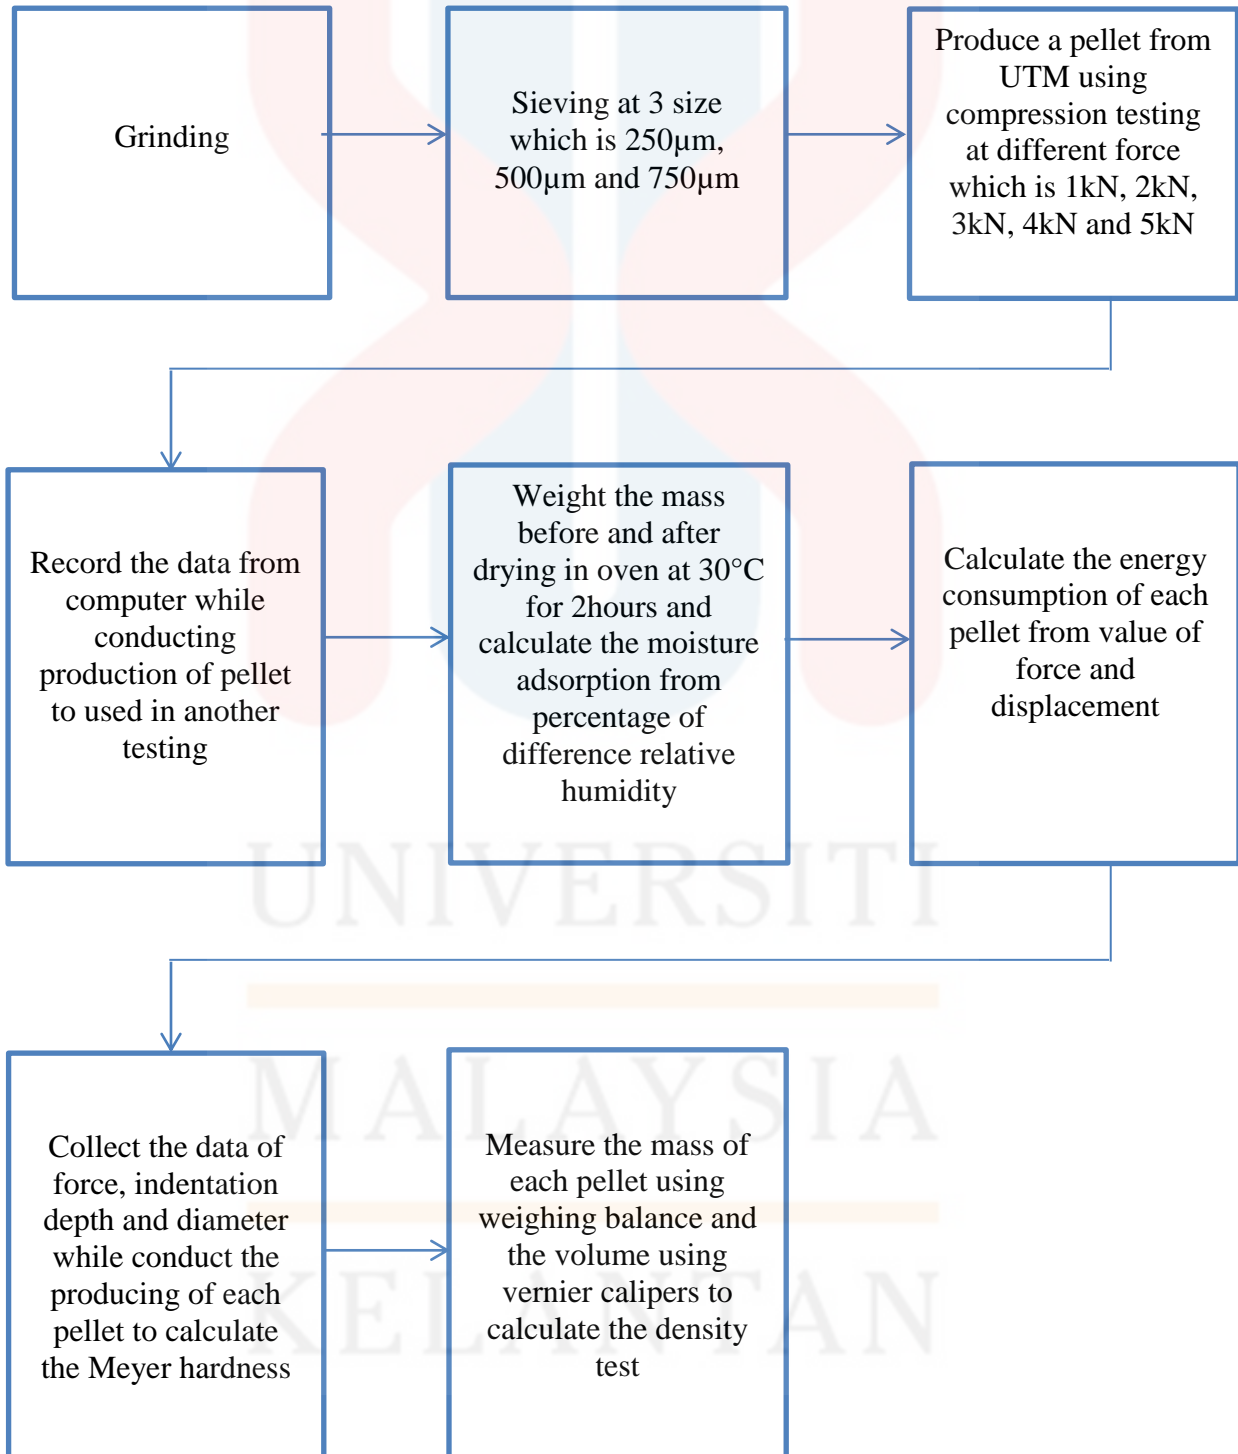 Grinding
Sieving at 3 size
which is 250µm,
500µm and 750µm
Produce a pellet from
UTM using
compression testing
at different force
which is 1kN, 2kN,
3kN, 4kN and 5kN
Record the data from
computer while
conducting
production of pellet
to used in another
testing
Weight the mass
before and after
drying in oven at 30°C
for 2hours and
calculate the moisture
adsorption from
percentage of
difference relative
humidity
Calculate the energy
consumption of each
pellet from value of
force and
displacement
Collect the data of
force, indentation
depth and diameter
while conduct the
producing of each
pellet to calculate
the Meyer hardness
Measure the mass of
each pellet using
weighing balance and
the volume using
vernier calipers to
calculate the density
test
UNIVERSITI
MALAYSIA
KELANTAN